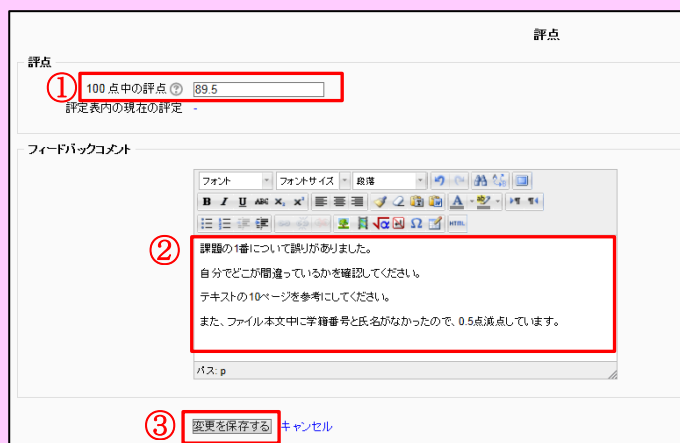 評点
評点
① 100点中の評点 89.5
評定表内の現在の評定 -
フィードバックコメント
フォント フォントサイズ 段落
B I U ABC x₂ x² A ab
Ω HTML
② 課題の1番について誤りがありました。
自分でどこが間違っているかを確認してください。
テキストの10ページを参考にしてください。
また、ファイル本文中に学籍番号と氏名がなかったので、0.5点減点しています。
パス: p
③ 変更を保存する キャンセル